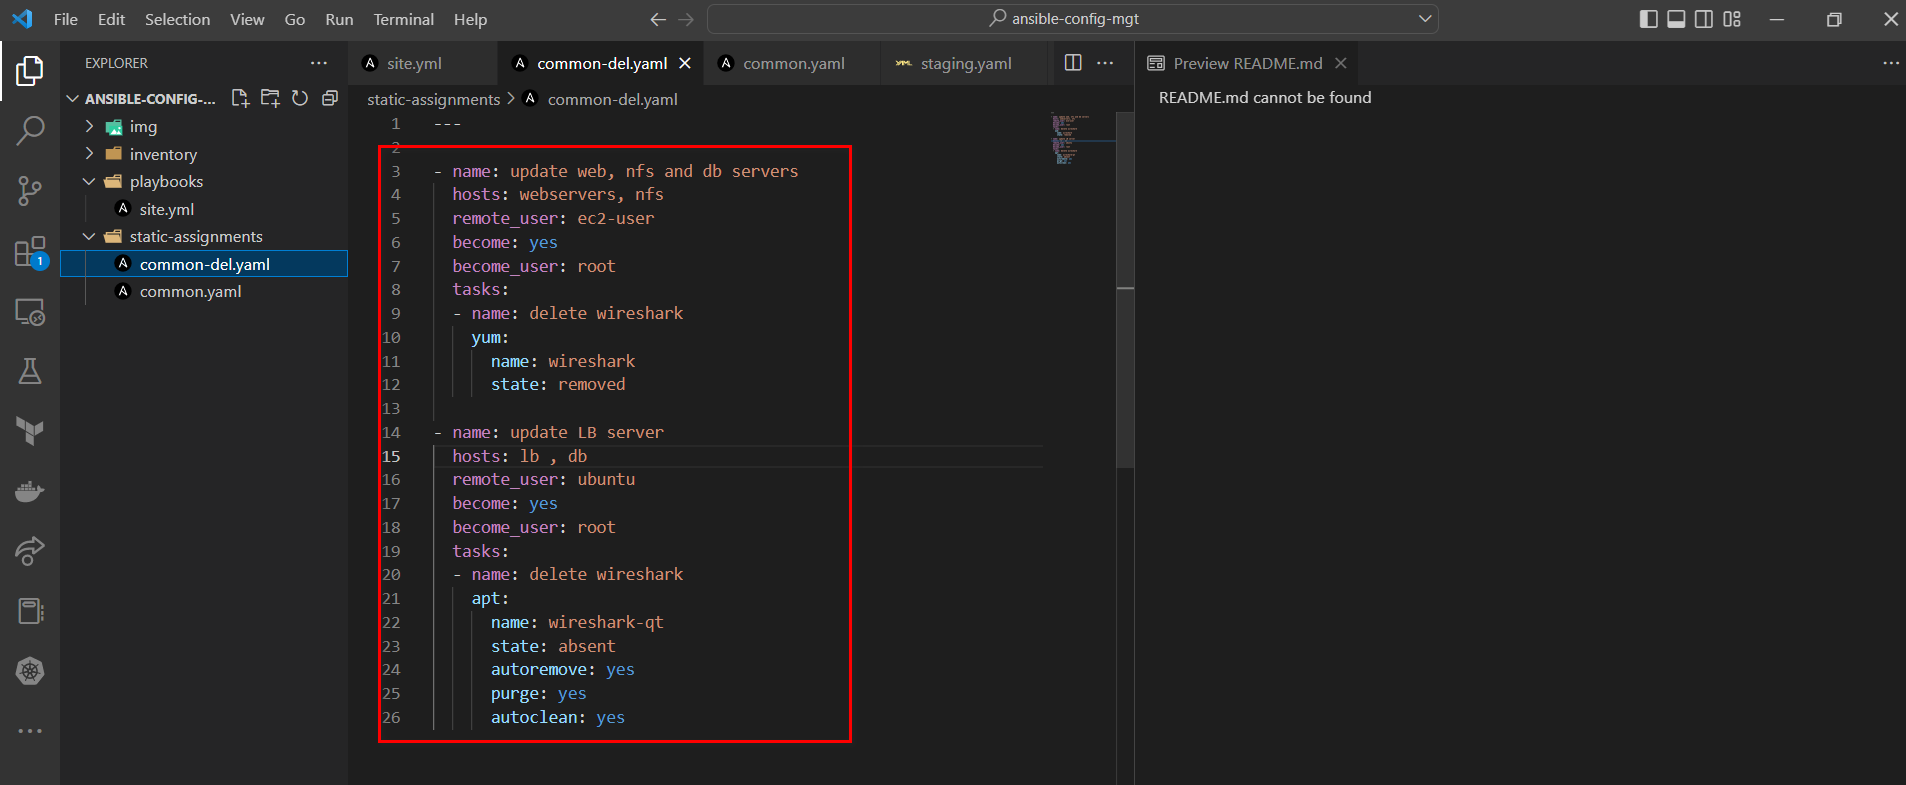 File Edit Selection View Go Run Terminal Help
ansible-config-mgt
EXPLORER
ANSIBLE-CONFIG-...
img
inventory
playbooks
site.yml
static-assignments
common-del.yaml
common.yaml
1
site.yml
common-del.yaml
common.yaml
staging.yaml
static-assignments > common-del.yaml
1 ---
2
3 - name: update web, nfs and db servers
4 hosts: webservers, nfs
5 remote_user: ec2-user
6 become: yes
7 become_user: root
8 tasks:
9 - name: delete wireshark
10 yum:
11 name: wireshark
12 state: removed
13
14 - name: update LB server
15 hosts: lb , db
16 remote_user: ubuntu
17 become: yes
18 become_user: root
19 tasks:
20 - name: delete wireshark
21 apt:
22 name: wireshark-qt
23 state: absent
24 autoremove: yes
25 purge: yes
26 autoclean: yes
Preview README.md
README.md cannot be found